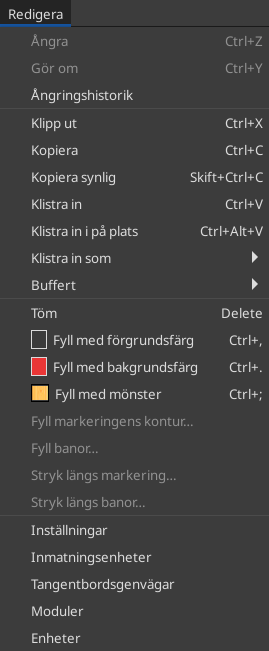 Redigera
Ångra Ctrl+Z
Gör om Ctrl+Y
Ångringshistorik
Klipp ut Ctrl+X
Kopiera Ctrl+C
Kopiera synlig Skift+Ctrl+C
Klistra in Ctrl+V
Klistra in i på plats Ctrl+Alt+V
Klistra in som
Buffert
Töm Delete
Fyll med förgrundsfärg Ctrl+,
Fyll med bakgrundsfärg Ctrl+.
Fyll med mönster Ctrl+;
Fyll markeringens kontur...
Fyll banor...
Stryk längs markering...
Stryk längs banor...
Inställningar
Inmatningsenheter
Tangentbordsgenvägar
Moduler
Enheter